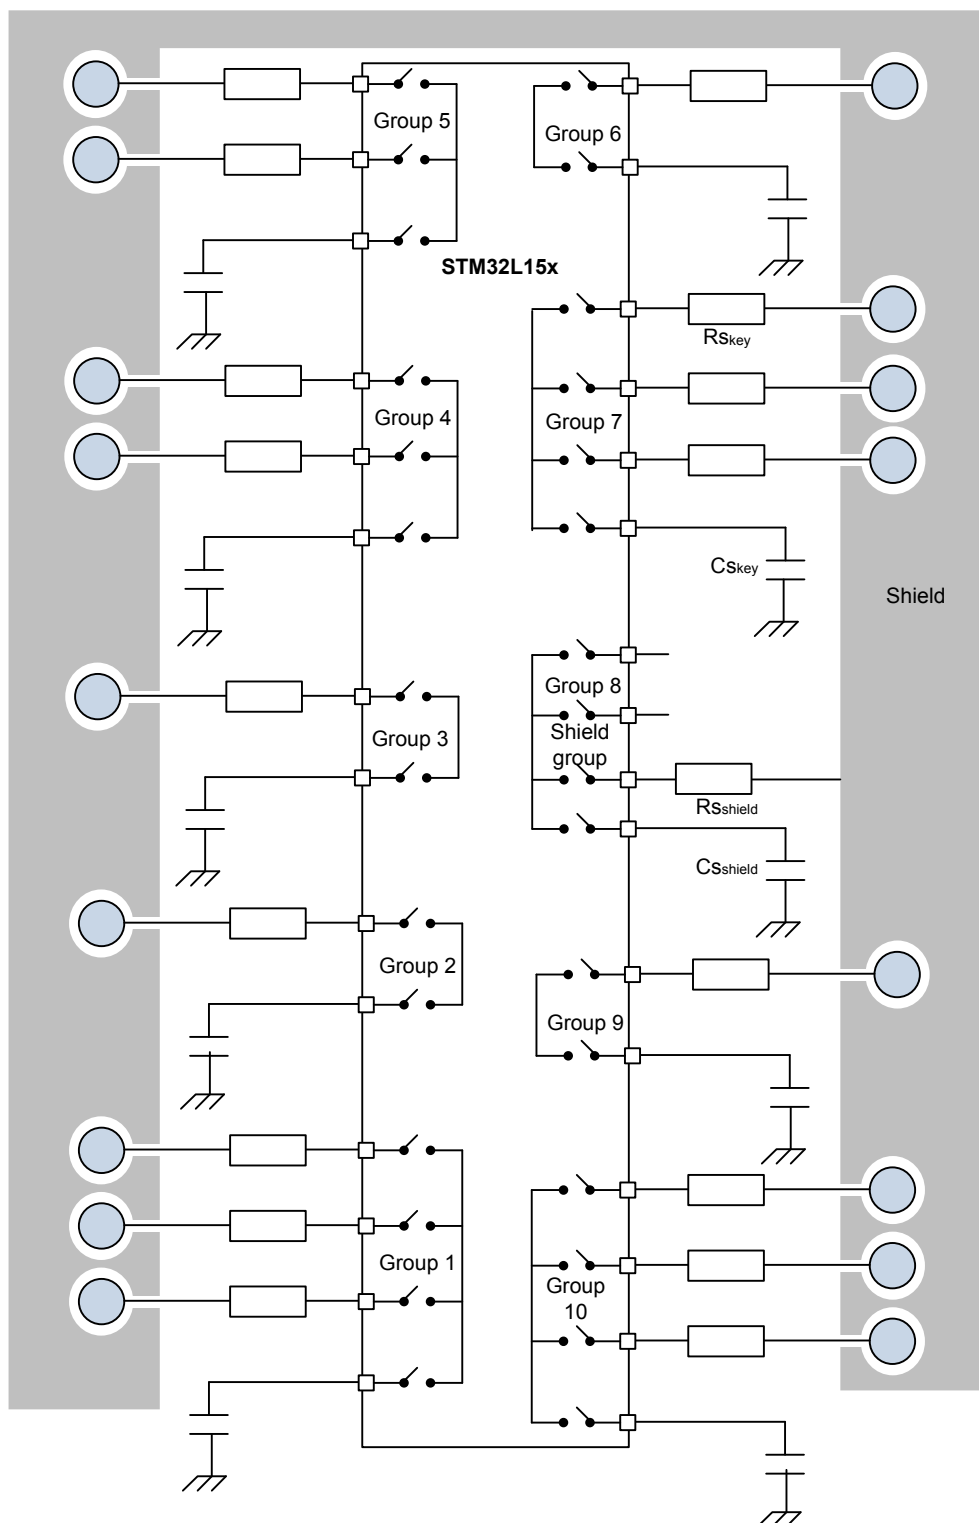 Group 5
Group 6
STM32L15x
Rskey
Group 4
Group 7
Cskey
Shield
Group 8
Shield
group
Group 3
Rsshield
Csshield
Group 2
Group 9
Group 1
Group
10